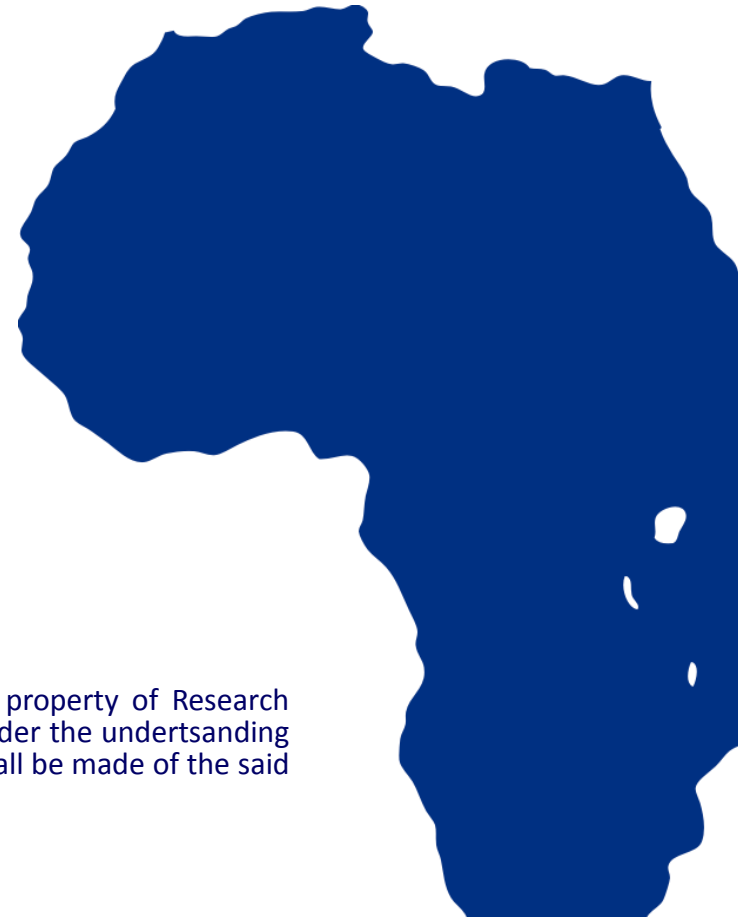 property of Research
der the undertsanding
all be made of the said